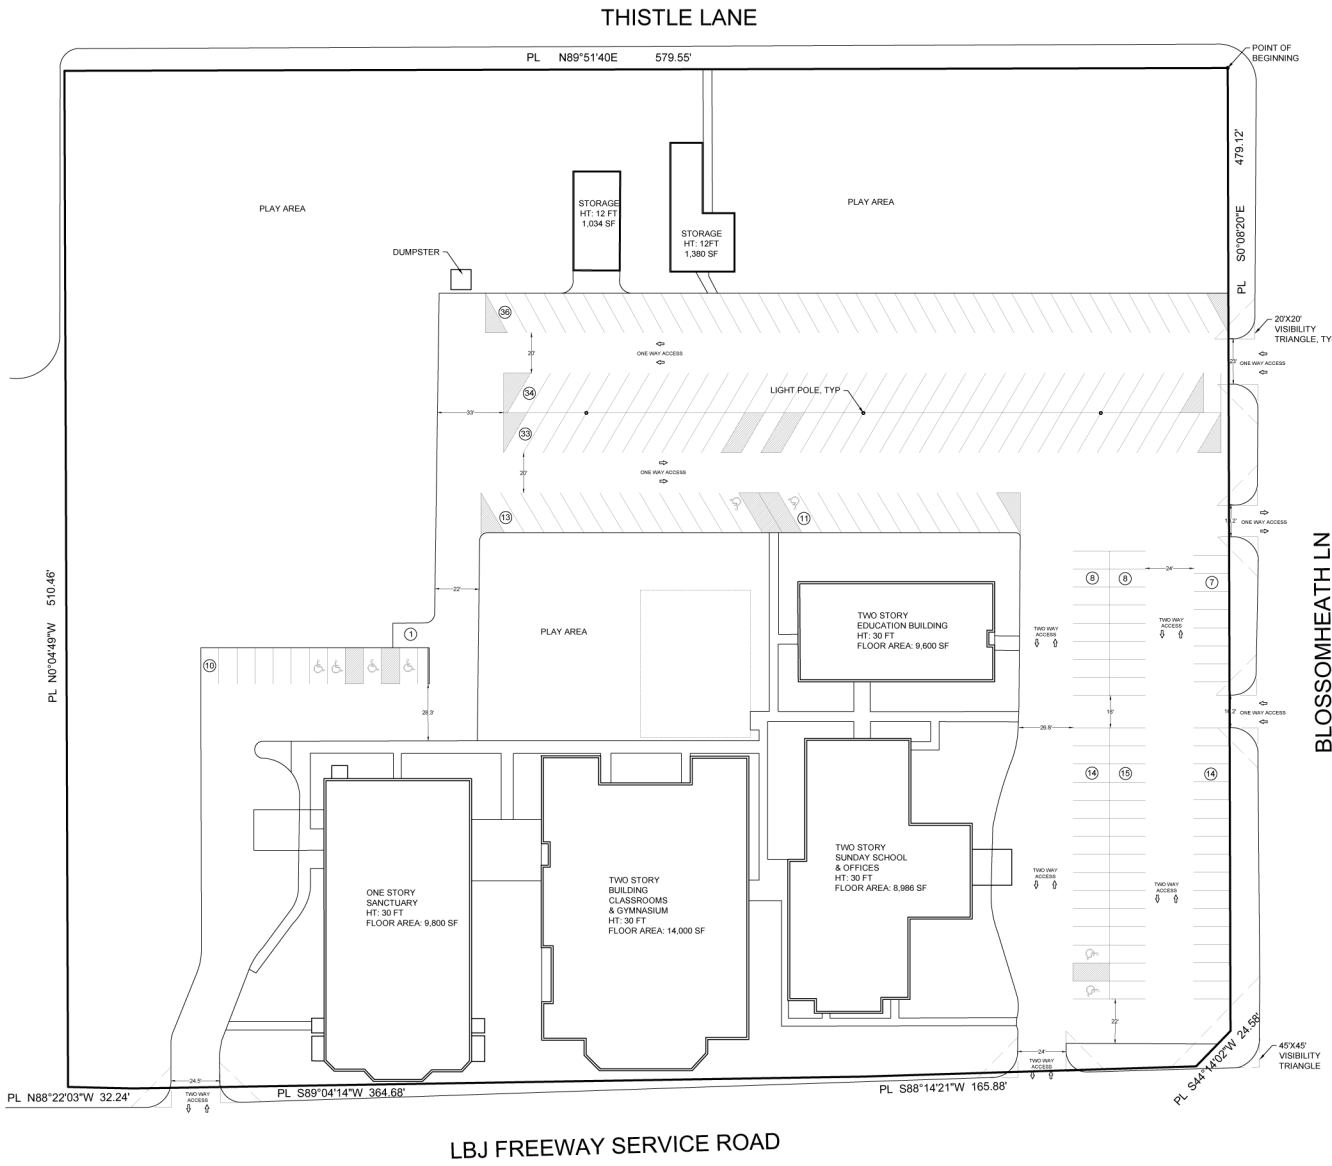 THISTLE LANE
PL N89°51'40E 579.55'
POINT OF
BEGINNING
479.12'
PL S0°08'20"E
PLAY AREA
PLAY AREA
STORAGE
HT: 12 FT
1,034 SF
STORAGE
HT: 12FT
1,380 SF
DUMPSTER
36
20'
ONE WAY ACCESS
20'X20'
VISIBILITY
TRIANGLE, TY
ONE WAY ACCESS
34
LIGHT POLE, TYP
33'
33
20'
ONE WAY ACCESS
13
11
ONE WAY ACCESS
BLOSSOMHEATH LN
PL N0°04'49"W 510.46'
22'
8
8
24'
7
PLAY AREA
TWO STORY
EDUCATION BUILDING
HT: 30 FT
FLOOR AREA: 9,600 SF
TWO WAY
ACCESS
TWO WAY
ACCESS
1
10
28.3'
16'
ONE WAY ACCESS
26.8'
14
15
14
ONE STORY
SANCTUARY
HT: 30 FT
FLOOR AREA: 9,800 SF
TWO STORY
BUILDING
CLASSROOMS
& GYMNASIUM
HT: 30 FT
FLOOR AREA: 14,000 SF
TWO STORY
SUNDAY SCHOOL
& OFFICES
HT: 30 FT
FLOOR AREA: 8,986 SF
TWO WAY
ACCESS
TWO WAY
ACCESS
22'
24'
TWO WAY
ACCESS
45'X45'
VISIBILITY
TRIANGLE
PL S44°14'02"W 24.58'
24.5'
TWO WAY
ACCESS
PL N88°22'03"W 32.24'
PL S89°04'14"W 364.68'
PL S88°14'21"W 165.88'
LBJ FREEWAY SERVICE ROAD